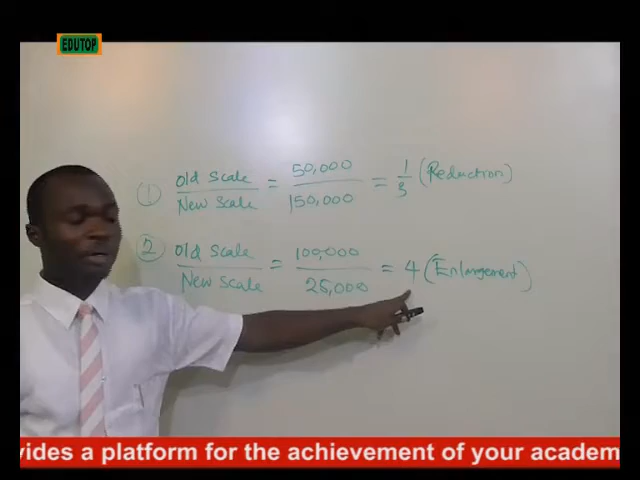 EDUTOP
① Old Scale / New Scale = 50,000 / 150,000 = 1/3 (Reduction)
② Old Scale / New Scale = 100,000 / 25,000 = 4 (Enlargement)
vides a platform for the achievement of your academ